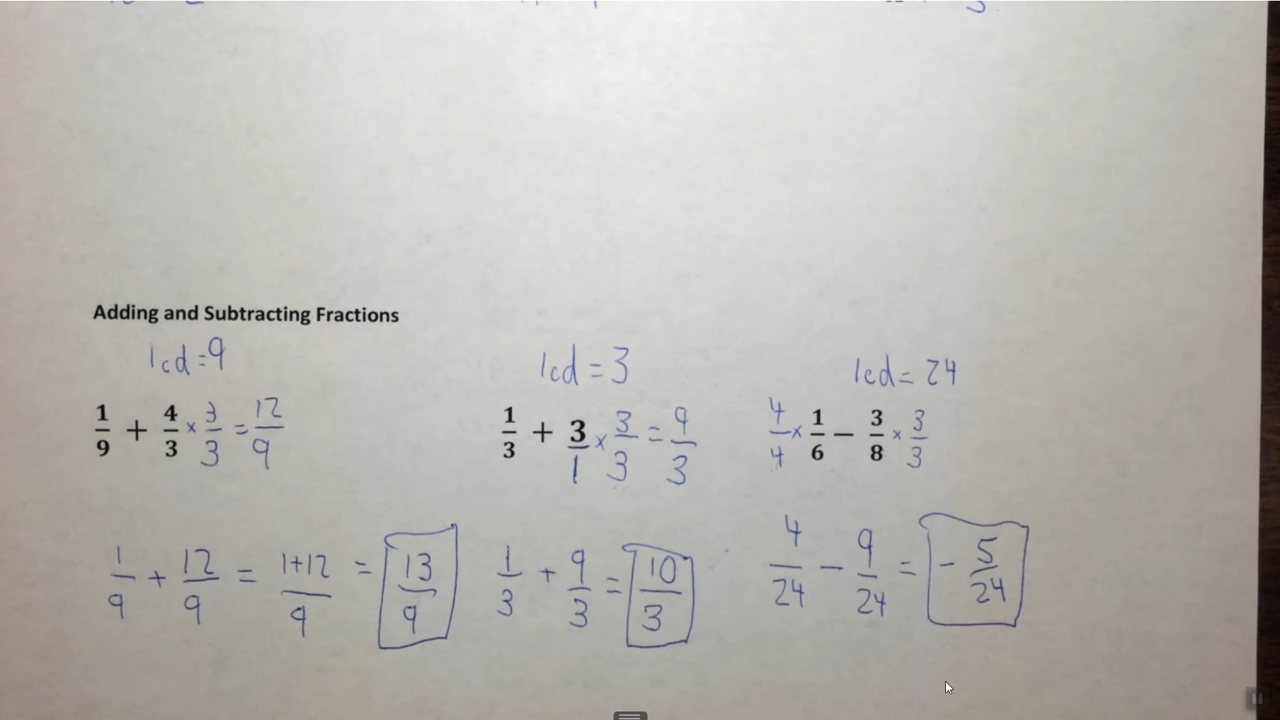 Adding and Subtracting Fractions
lcd = 9
1/9 + 4/3 × 3/3 = 12/9
1/9 + 12/9 = 1+12/9 = 13/9
lcd = 3
1/3 + 3/1 × 3/3 = 9/3
1/3 + 9/3 = 10/3
lcd = 24
4/4 × 1/6 − 3/8 × 3/3
4/24 − 9/24 = − 5/24